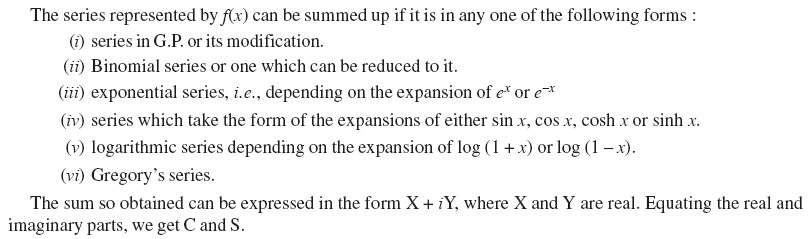 The series represented by f(x) can be summed up if it is in any one of the following forms :
(i) series in G.P. or its modification.
(ii) Binomial series or one which can be reduced to it.
(iii) exponential series, i.e., depending on the expansion of eˣ or e⁻ˣ
(iv) series which take the form of the expansions of either sin x, cos x, cosh x or sinh x.
(v) logarithmic series depending on the expansion of log (1 + x) or log (1 – x).
(vi) Gregory's series.
The sum so obtained can be expressed in the form X + iY, where X and Y are real. Equating the real and
imaginary parts, we get C and S.